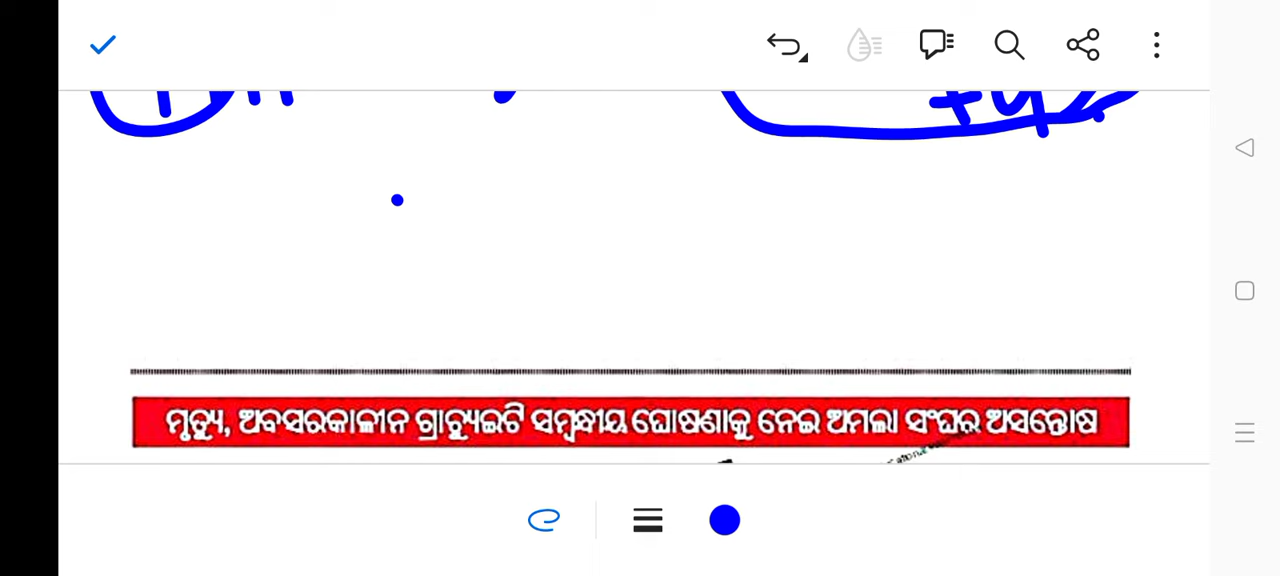 ମୃତ୍ୟୁ, ଅବସରକାଳୀନ ଗ୍ରାଚ୍ୟୁଇଟି ସମ୍ବନ୍ଧୀୟ ଘୋଷଣାକୁ ନେଇ ଅମଲା ସଂଘର ଅସନ୍ତୋଷ